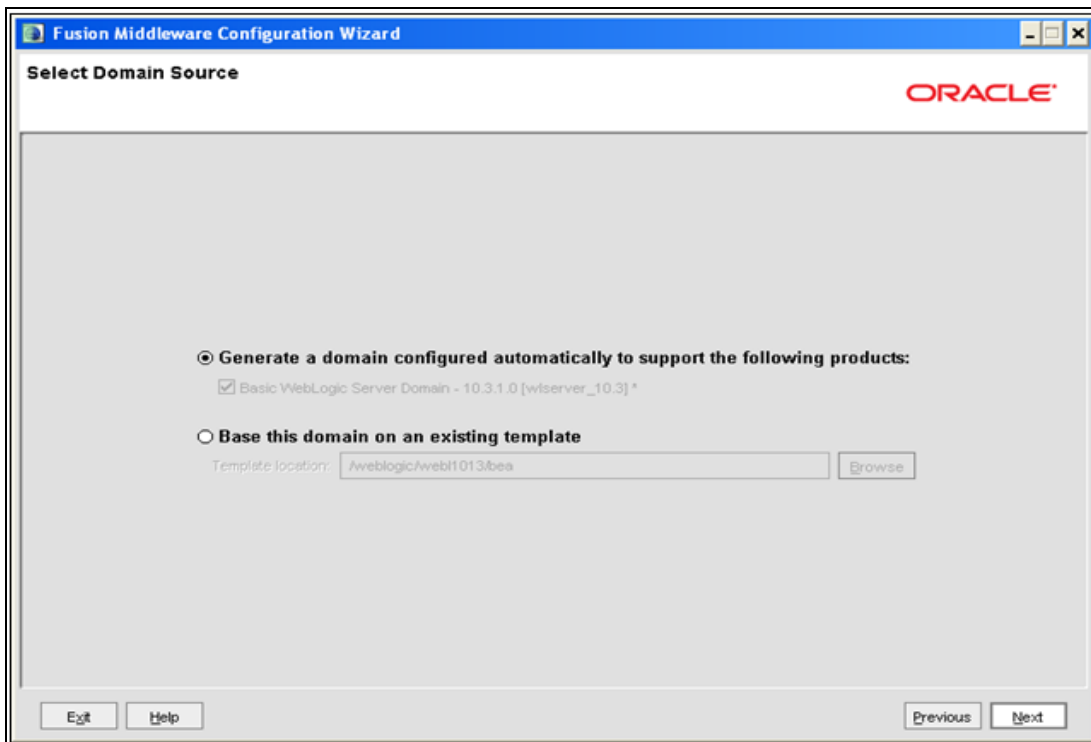 Fusion Middleware Configuration Wizard
Select Domain Source
ORACLE
Generate a domain configured automatically to support the following products:
Basic WebLogic Server Domain - 10.3.1.0 [wlserver_10.3] *
Base this domain on an existing template
Template location: /weblogic/webl1013/bea Browse
Exit Help Previous Next